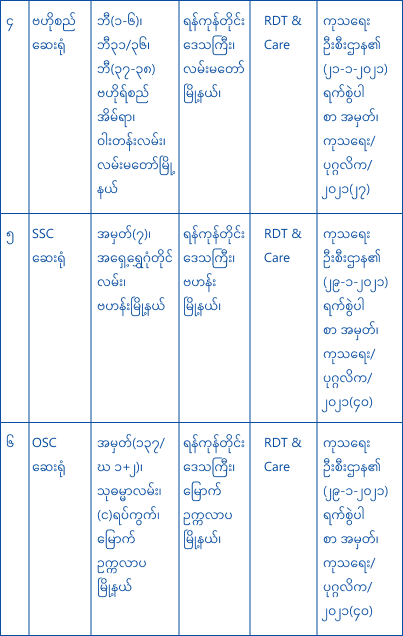 ၄
ဗဟိုစည်
ဆေးရုံ
ဘီ(၁-၆)၊
ဘီ၃၁/၃၆၊
ဘီ(၃၇-၃၈)
ဗဟိုရ်စည်
အိမ်ရာ၊
ဝါးတန်းလမ်း၊
လမ်းမတော်မြို့
နယ်
ရန်ကုန်တိုင်း
ဒေသကြီး၊
လမ်းမတော်
မြို့နယ်၊
RDT &
Care
ကုသရေး
ဦးစီးဌာန၏
(၂၁-၁-၂၀၂၁)
ရက်စွဲပါ
စာ အမှတ်၊
ကုသရေး/
ပုဂ္ဂလိက/
၂၀၂၁(၂၇)
၅
SSC
ဆေးရုံ
အမှတ်(၇)၊
အရှေ့ရွှေဂုံတိုင်
လမ်း၊
ဗဟန်းမြို့နယ်
ရန်ကုန်တိုင်း
ဒေသကြီး၊
ဗဟန်း
မြို့နယ်၊
RDT &
Care
ကုသရေး
ဦးစီးဌာန၏
(၂၉-၁-၂၀၂၁)
ရက်စွဲပါ
စာ အမှတ်၊
ကုသရေး/
ပုဂ္ဂလိက/
၂၀၂၁(၄၀)
၆
OSC
ဆေးရုံ
အမှတ်(၁၃၇/
ဃ ၁+၂)၊
သုဓမ္မာလမ်း၊
(င)ရပ်ကွက်၊
မြောက်
ဥက္ကလာပ
မြို့နယ်
ရန်ကုန်တိုင်း
ဒေသကြီး၊
မြောက်
ဥက္ကလာပ
မြို့နယ်၊
RDT &
Care
ကုသရေး
ဦးစီးဌာန၏
(၂၉-၁-၂၀၂၁)
ရက်စွဲပါ
စာ အမှတ်၊
ကုသရေး/
ပုဂ္ဂလိက/
၂၀၂၁(၄၀)